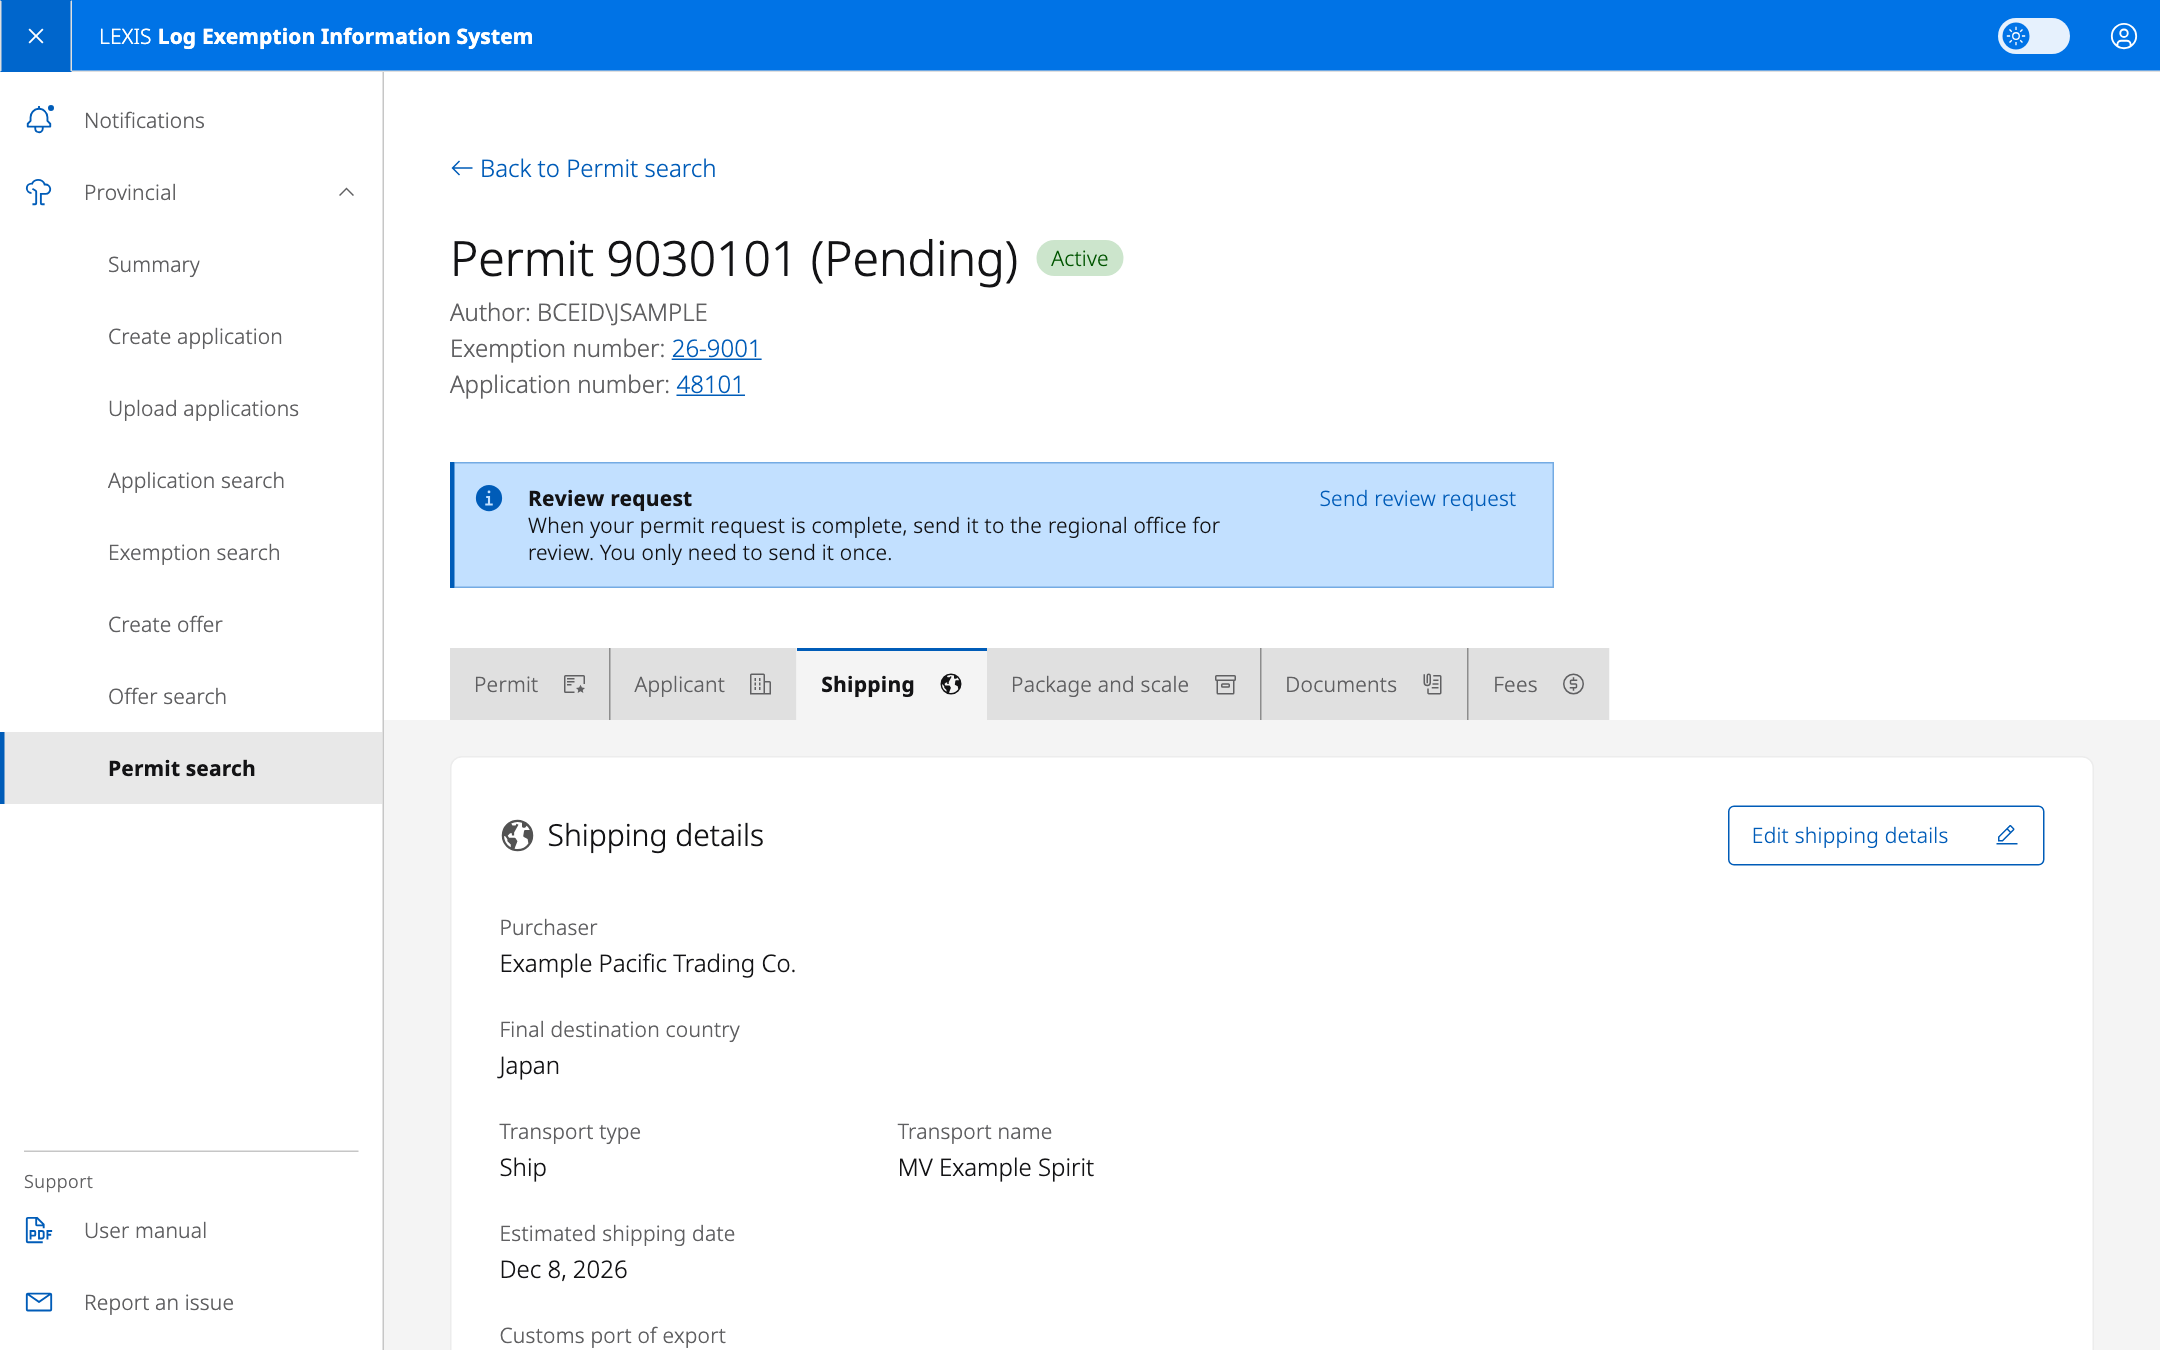 LEXIS Log Exemption Information System
Notifications
Provincial
Summary
Create application
Upload applications
Application search
Exemption search
Create offer
Offer search
Permit search
Support
PDF
User manual
Report an issue
← Back to Permit search
Permit 9030101 (Pending)
Active
Author: BCEID\JSAMPLE
Exemption number: 26-9001
Application number: 48101
Review request
Send review request
When your permit request is complete, send it to the regional office for
review. You only need to send it once.
Permit
Applicant
Shipping
Package and scale
Documents
Fees
Shipping details
Edit shipping details
Purchaser
Example Pacific Trading Co.
Final destination country
Japan
Transport type
Ship
Transport name
MV Example Spirit
Estimated shipping date
Dec 8, 2026
Customs port of export